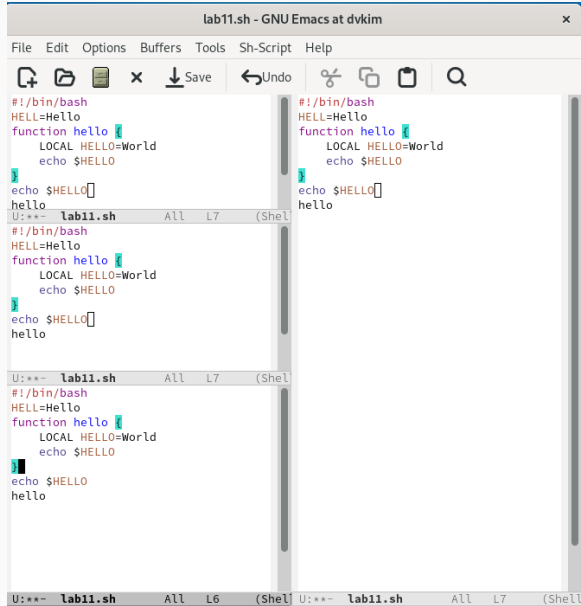 lab11.sh - GNU Emacs at dvkim
File Edit Options Buffers Tools Sh-Script Help
Save Undo
#!/bin/bash
HELL=Hello
function hello {
    LOCAL HELLO=World
    echo $HELLO
}
echo $HELLO
hello
U:**-  lab11.sh       All   L7     (Shel
#!/bin/bash
HELL=Hello
function hello {
    LOCAL HELLO=World
    echo $HELLO
}
echo $HELLO
hello
U:**-  lab11.sh       All   L7     (Shel
#!/bin/bash
HELL=Hello
function hello {
    LOCAL HELLO=World
    echo $HELLO
}
echo $HELLO
hello
U:**-  lab11.sh       All   L6     (Shel
#!/bin/bash
HELL=Hello
function hello {
    LOCAL HELLO=World
    echo $HELLO
}
echo $HELLO
hello
U:**-  lab11.sh       All   L7     (Shell